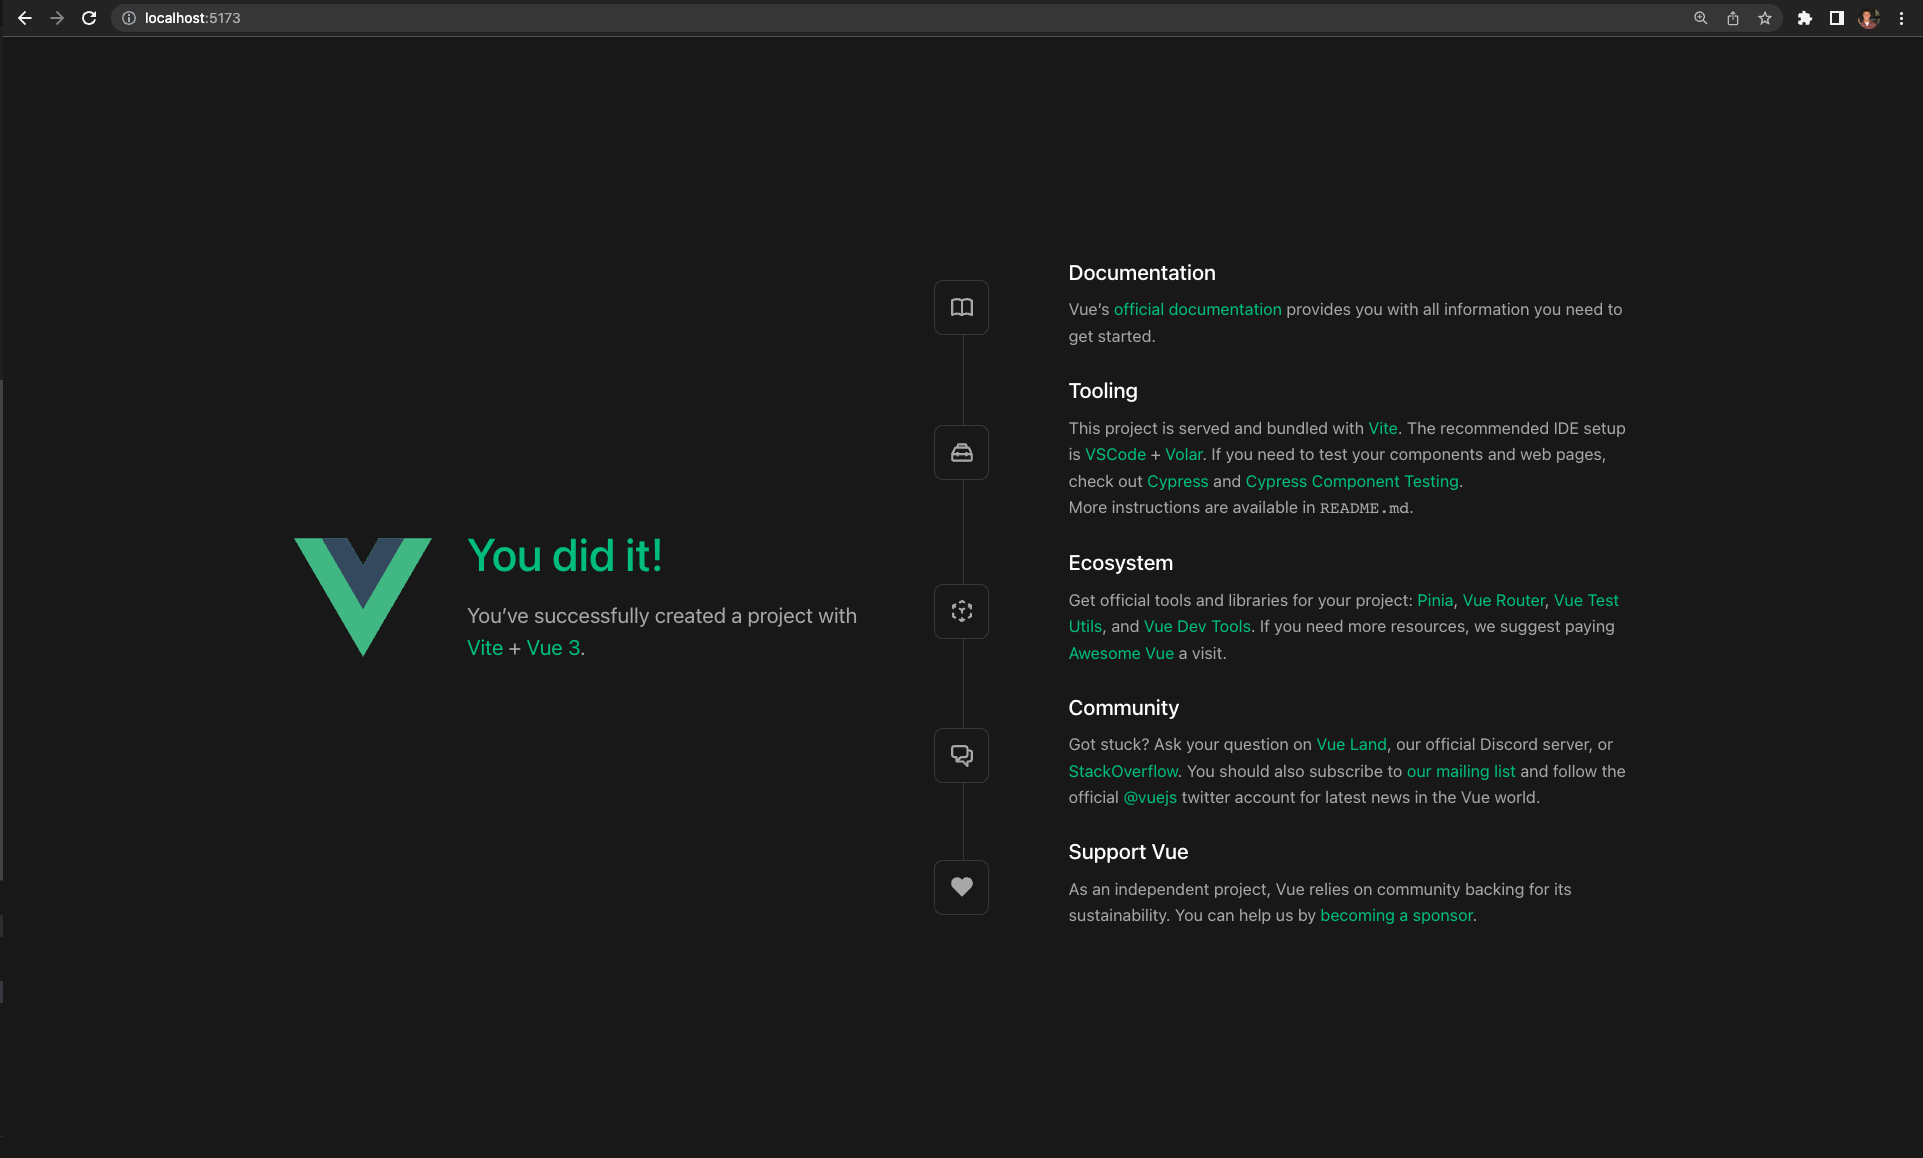 localhost:5173
You did it!
You’ve successfully created a project with
Vite + Vue 3.
Documentation
Vue’s official documentation provides you with all information you need to
get started.
Tooling
This project is served and bundled with Vite. The recommended IDE setup
is VSCode + Volar. If you need to test your components and web pages,
check out Cypress and Cypress Component Testing.
More instructions are available in README.md.
Ecosystem
Get official tools and libraries for your project: Pinia, Vue Router, Vue Test
Utils, and Vue Dev Tools. If you need more resources, we suggest paying
Awesome Vue a visit.
Community
Got stuck? Ask your question on Vue Land, our official Discord server, or
StackOverflow. You should also subscribe to our mailing list and follow the
official @vuejs twitter account for latest news in the Vue world.
Support Vue
As an independent project, Vue relies on community backing for its
sustainability. You can help us by becoming a sponsor.